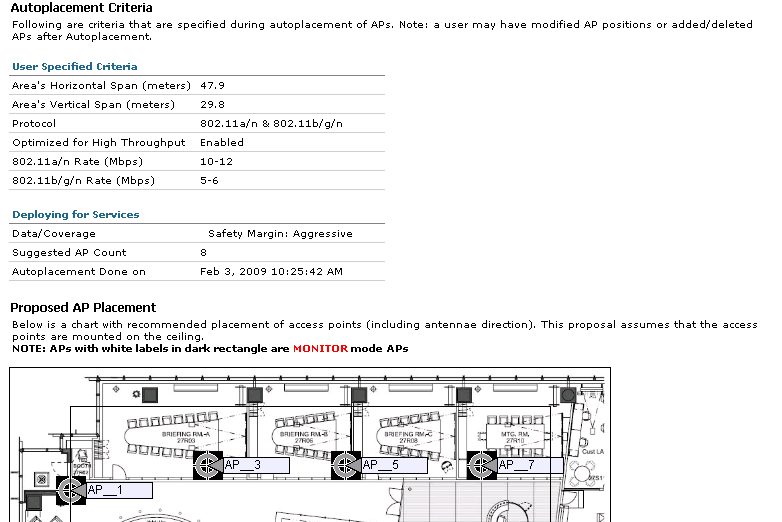 Autoplacement Criteria
Following are criteria that are specified during autoplacement of APs. Note: a user may have modified AP positions or added/deleted
APs after Autoplacement.
User Specified Criteria
Area's Horizontal Span (meters) 47.9
Area's Vertical Span (meters) 29.8
Protocol 802.11a/n & 802.11b/g/n
Optimized for High Throughput Enabled
802.11a/n Rate (Mbps) 10-12
802.11b/g/n Rate (Mbps) 5-6
Deploying for Services
Data/Coverage Safety Margin: Aggressive
Suggested AP Count 8
Autoplacement Done on Feb 3, 2009 10:25:42 AM
Proposed AP Placement
Below is a chart with recommended placement of access points (including antennae direction). This proposal assumes that the access
points are mounted on the ceiling.
NOTE: APs with white labels in dark rectangle are MONITOR mode APs
BRIEFING RM-A BRIEFING RM-B BRIEFING RM-C MTG. RM.
27R03 27R06 27R08 27R10
Cust LA
AP__3 AP__5 AP__7
AP__1